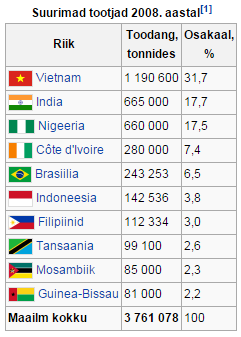 Suurimad tootjad 2008. aastal[1]
Riik Toodang, tonnides Osakaal, %
Vietnam 1 190 600 31,7
India 665 000 17,7
Nigeeria 660 000 17,5
Côte d'Ivoire 280 000 7,4
Brasiilia 243 253 6,5
Indoneesia 142 536 3,8
Filipiinid 112 334 3,0
Tansaania 99 100 2,6
Mosambiik 85 000 2,3
Guinea-Bissau 81 000 2,2
Maailm kokku 3 761 078 100